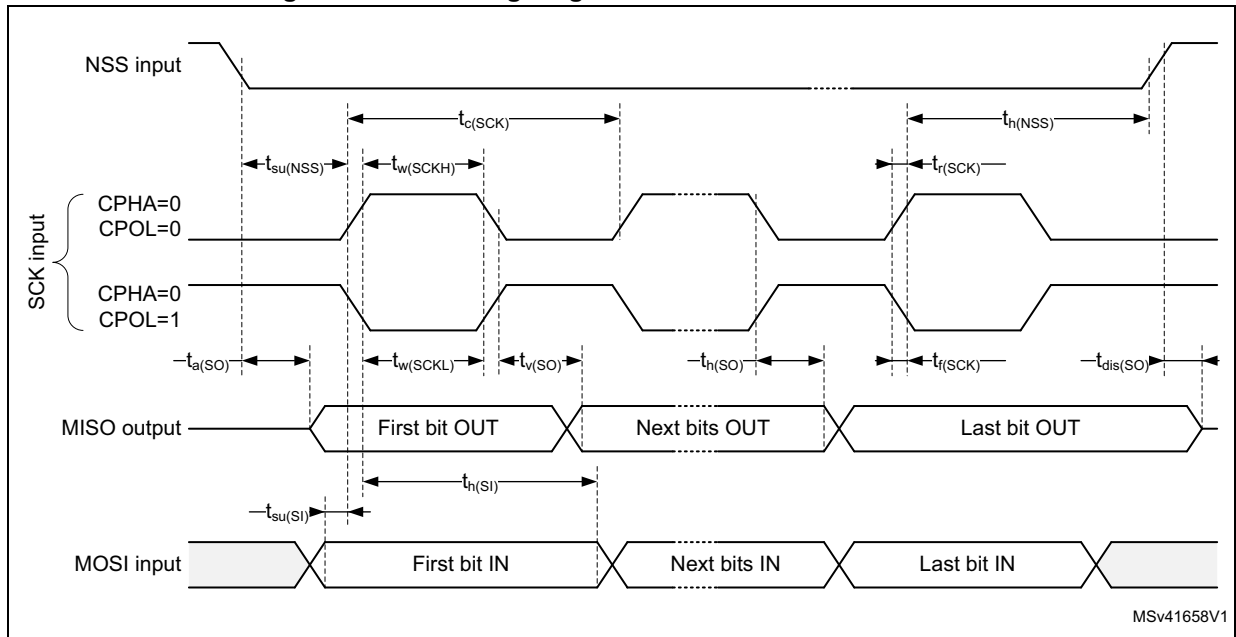 NSS input
tc(SCK)
th(NSS)
tsu(NSS)
tw(SCKH)
tr(SCK)
CPHA=0
CPOL=0
SCK input
CPHA=0
CPOL=1
ta(SO)
tw(SCKL)
tv(SO)
th(SO)
tf(SCK)
tdis(SO)
MISO output
First bit OUT
Next bits OUT
Last bit OUT
th(SI)
tsu(SI)
MOSI input
First bit IN
Next bits IN
Last bit IN
MSv41658V1